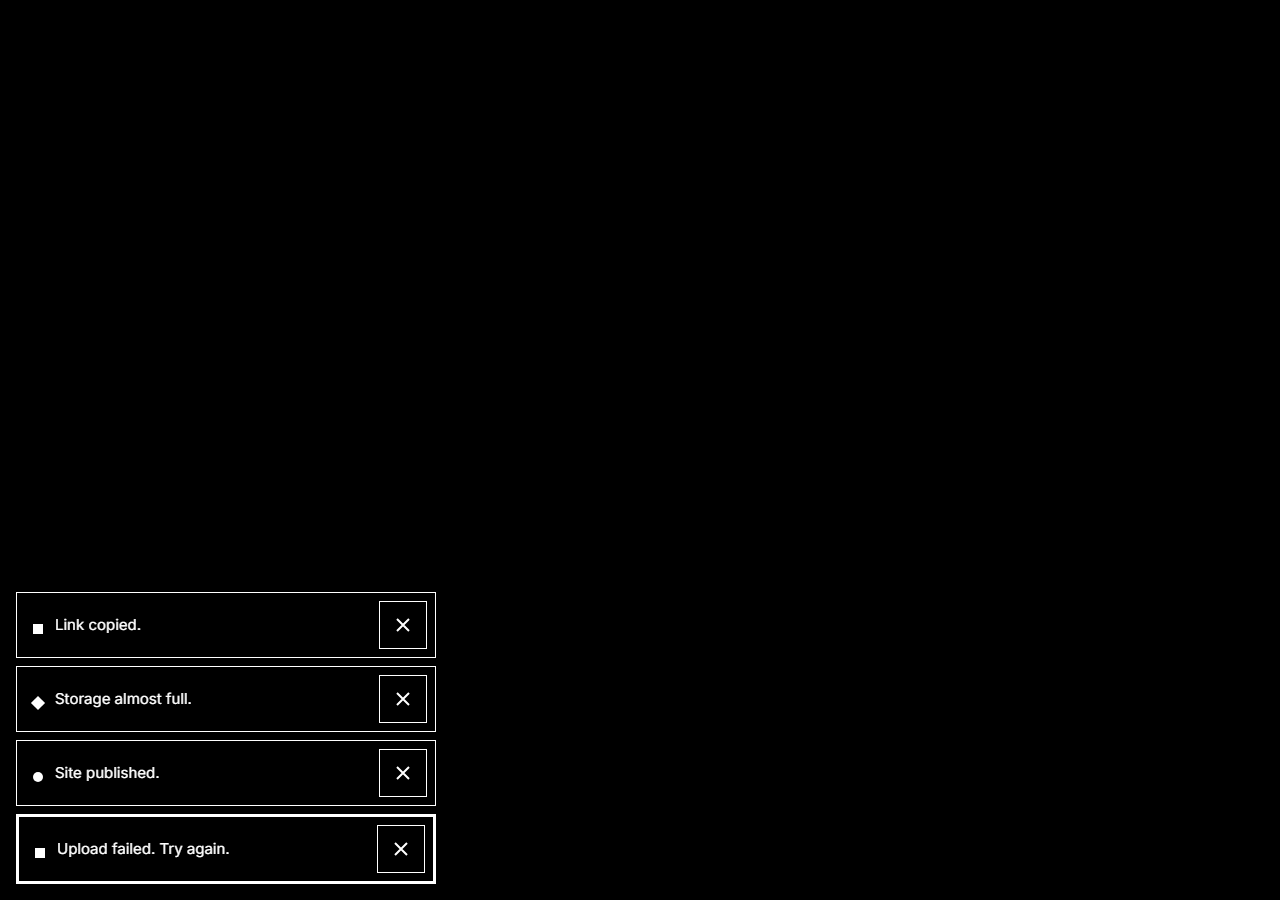 Link copied.
Storage almost full.
Site published.
Upload failed. Try again.